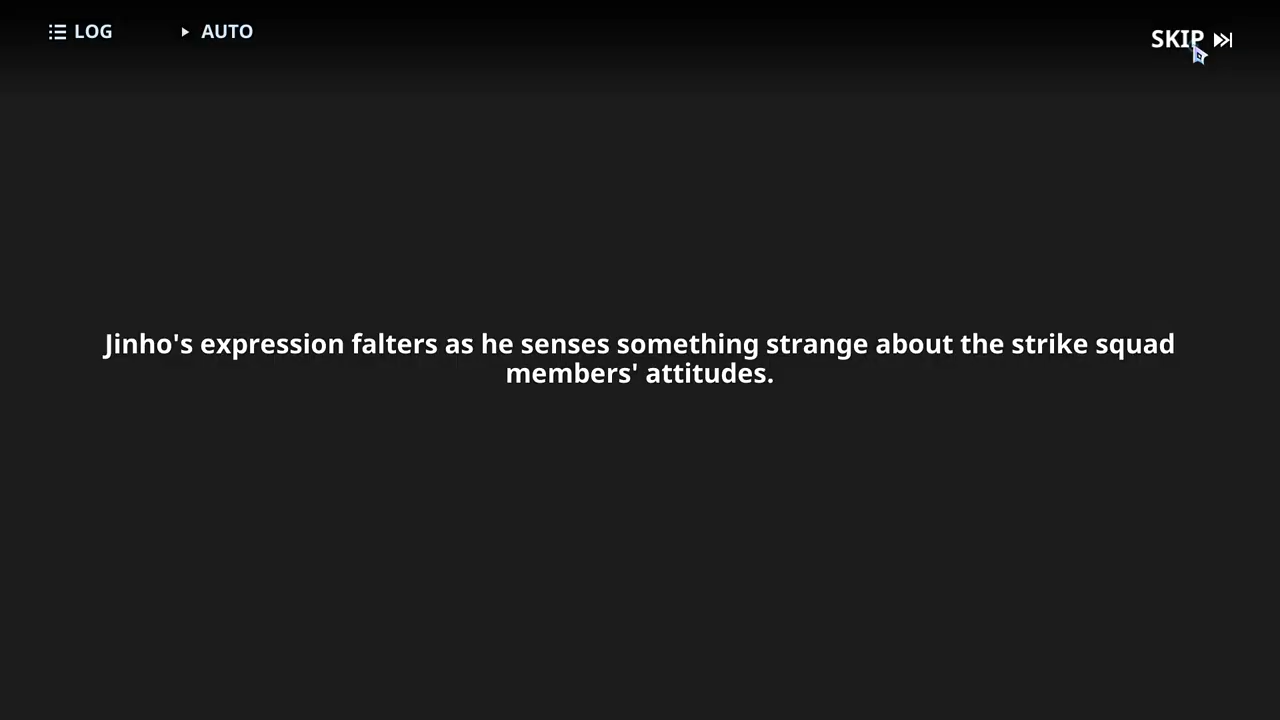 LOG
AUTO
SKIP
Jinho's expression falters as he senses something strange about the strike squad
members' attitudes.